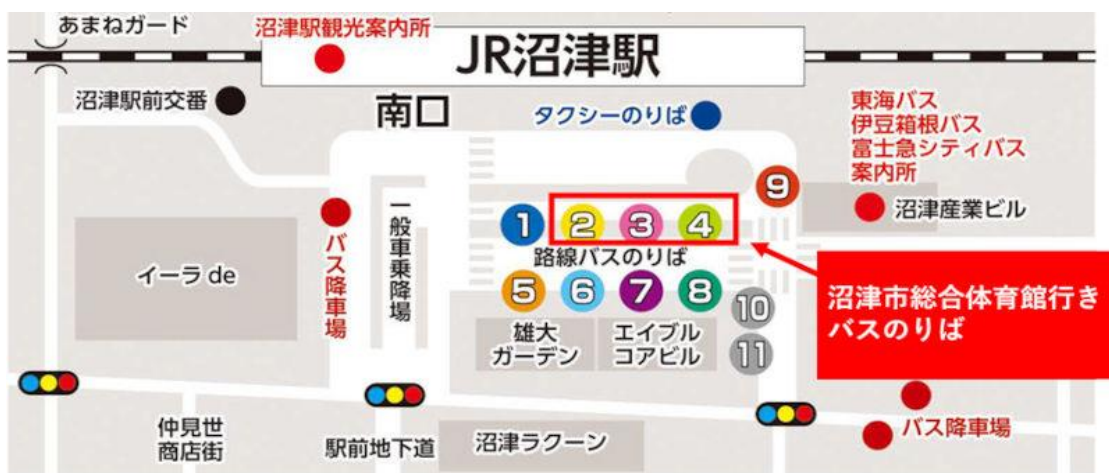 あまねガード
沼津駅観光案内所
JR沼津駅
沼津駅前交番
南口
タクシーのりば
東海バス
伊豆箱根バス
富士急シティバス
案内所
9
沼津産業ビル
一般車乗降場
バス降車場
イーラde
1
2
3
4
路線バスのりば
5
6
7
8
10
11
雄大
ガーデン
エイブル
コアビル
沼津市総合体育館行き
バスのりば
仲見世
商店街
駅前地下道
沼津ラクーン
バス降車場